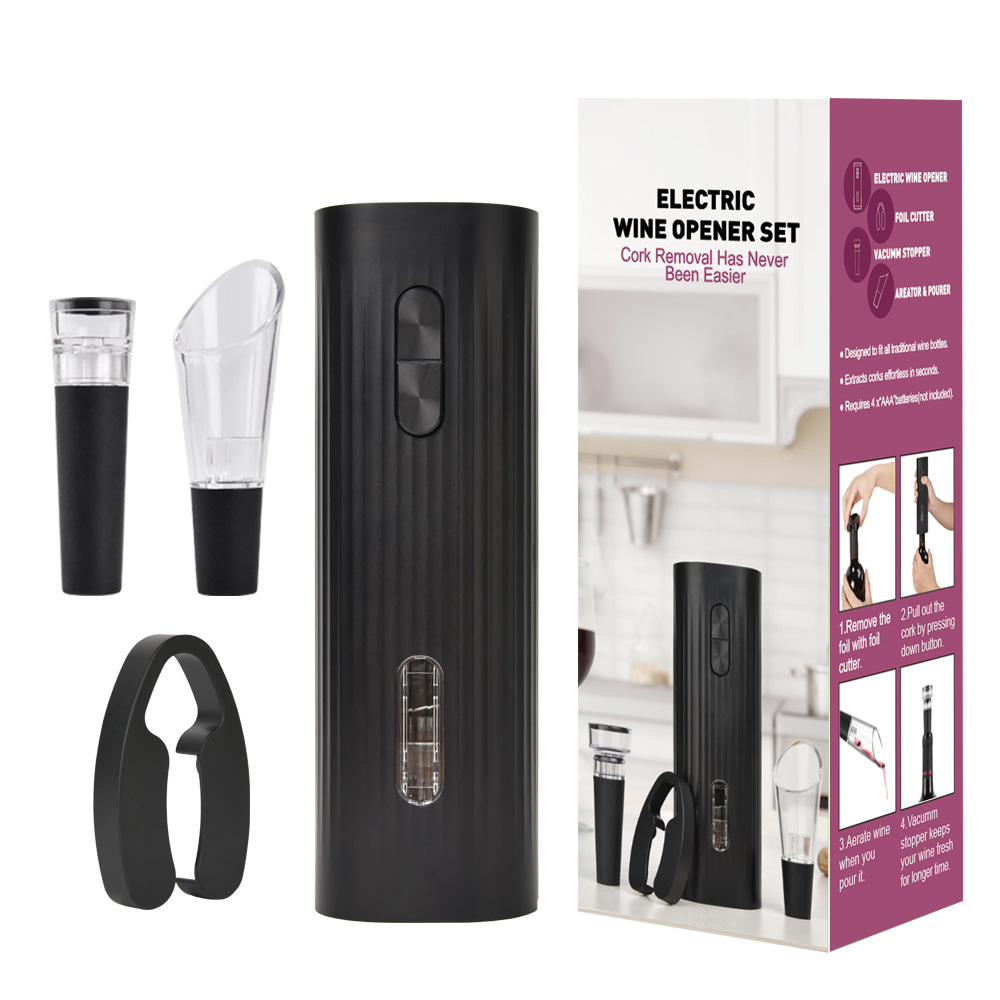 ELECTRIC
WINE OPENER SET
Cork Removal Has Never
Been Easier
ELECTRIC WINE OPENER
FOIL CUTTER
VACUMM STOPPER
AREATOR & POURER
● Designed to fit all traditional wine bottles.
● Extracts corks effortless in seconds.
● Requires 4 x"AAA"batteries(not included).
1.Remove the
foil with foil
cutter.
2.Pull out the
cork by pressing
down button.
3.Aerate wine
when you
pour it.
4.Vacumm
stopper keeps
your wine fresh
for longer time.